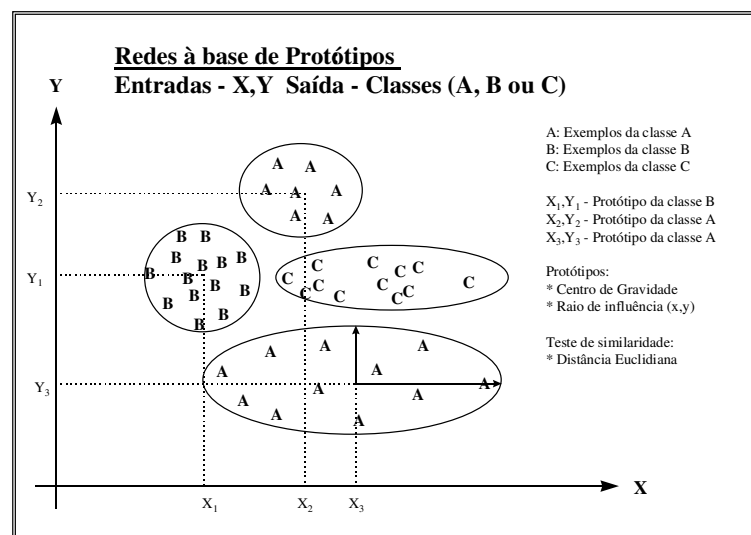 Redes à base de Protótipos
Entradas - X,Y Saída - Classes (A, B ou C)
Y
A: Exemplos da classe A
B: Exemplos da classe B
C: Exemplos da classe C
X1,Y1 - Protótipo da classe B
X2,Y2 - Protótipo da classe A
X3,Y3 - Protótipo da classe A
Protótipos:
* Centro de Gravidade
* Raio de influência (x,y)
Teste de similaridade:
* Distância Euclidiana
A A
A A A
A A
Y2
B B
B B B B
B B B B
B B B
B B
Y1
C C C C
C C C C
C C C C C
A A A
A A
A A A
A A A
A
Y3
X
X1 X2 X3